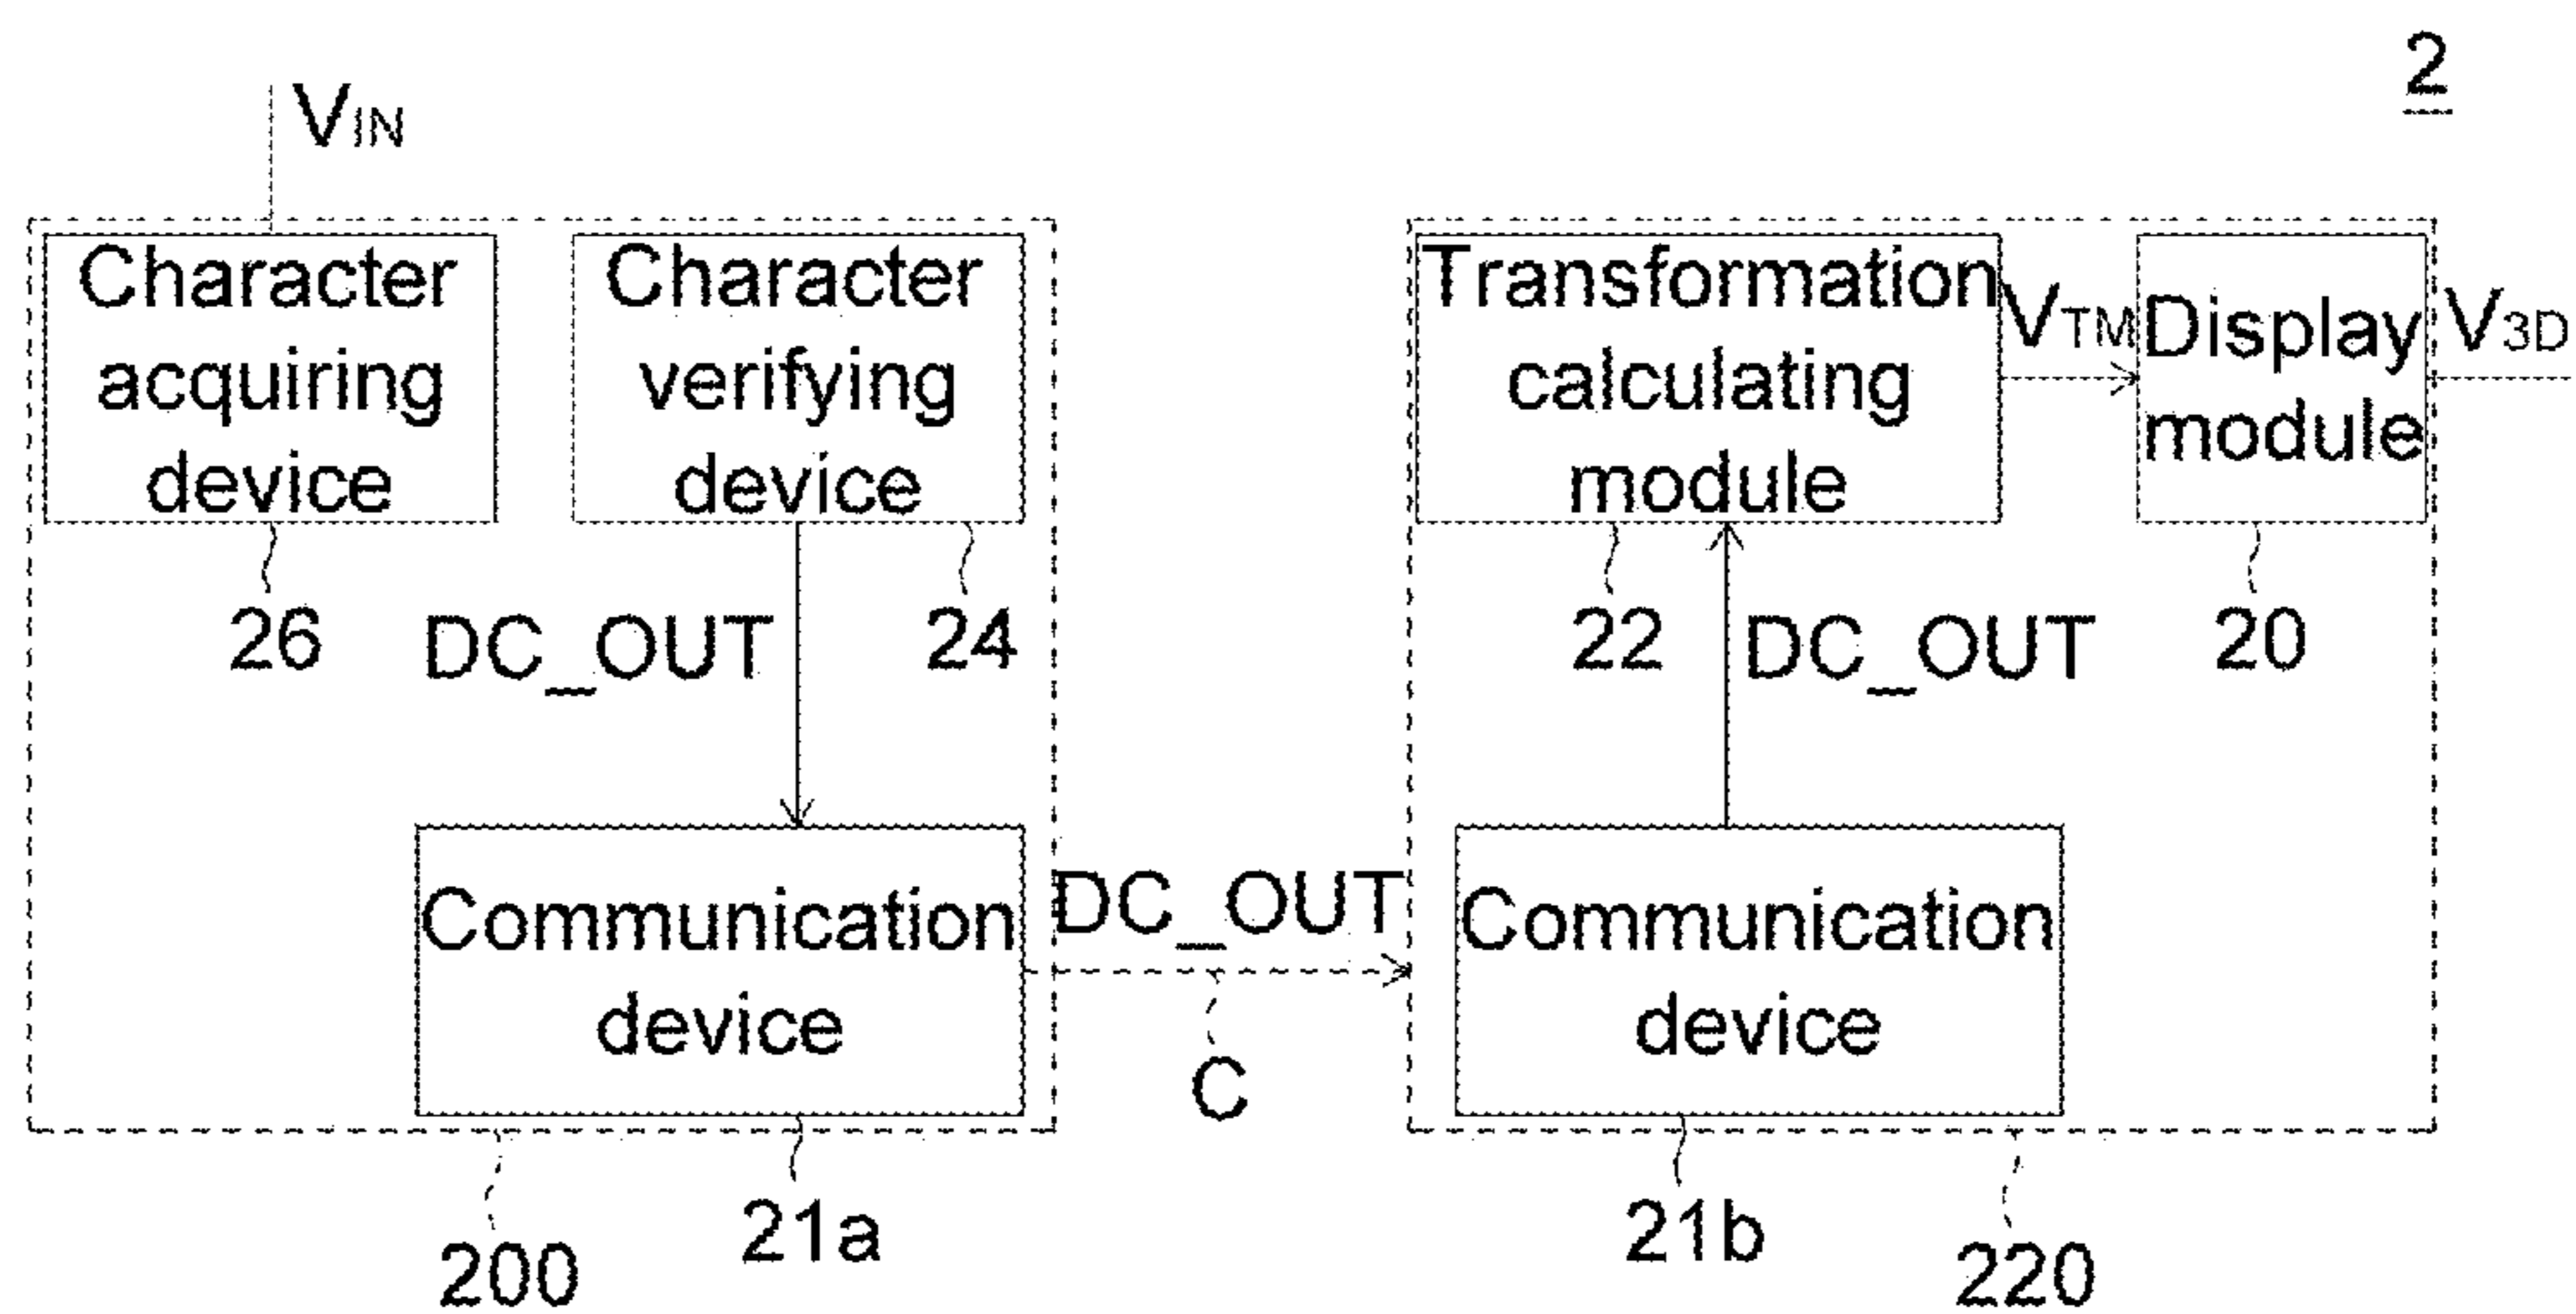 2
VIN
Character
acquiring
device
Character
verifying
device
Transformation
calculating
module
VTM
Display
module
V3D
26
DC_OUT
24
22
DC_OUT
20
Communication
device
DC_OUT
C
Communication
device
200
21a
21b
220